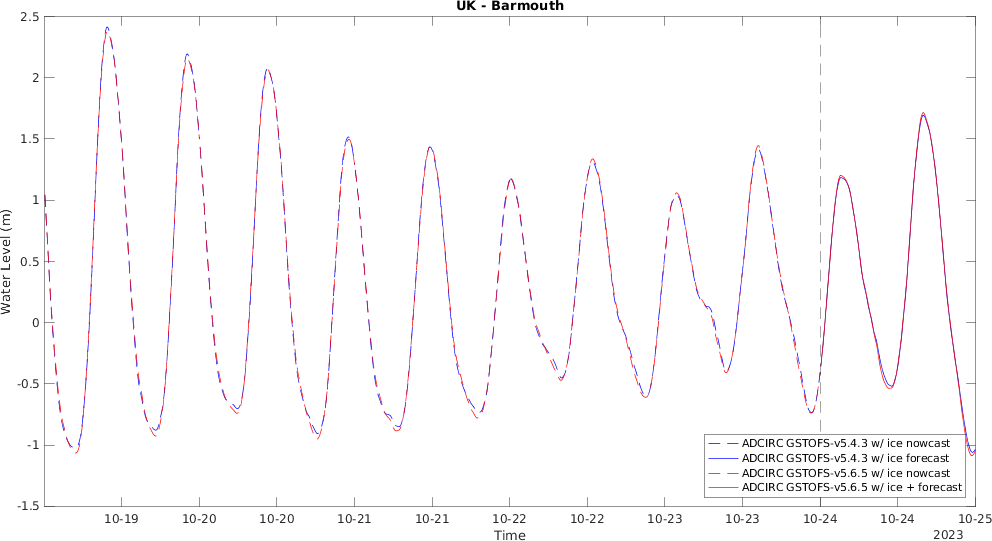 UK - Barmouth
2.5
2
1.5
1
0.5
0
-0.5
-1
-1.5
Water Level (m)
ADCIRC GSTOFS-v5.4.3 w/ ice nowcast
ADCIRC GSTOFS-v5.4.3 w/ ice forecast
ADCIRC GSTOFS-v5.6.5 w/ ice nowcast
ADCIRC GSTOFS-v5.6.5 w/ ice + forecast
10-19 10-20 10-20 10-21 10-21 10-22 10-22 10-23 10-23 10-24 10-24 10-25
Time
2023